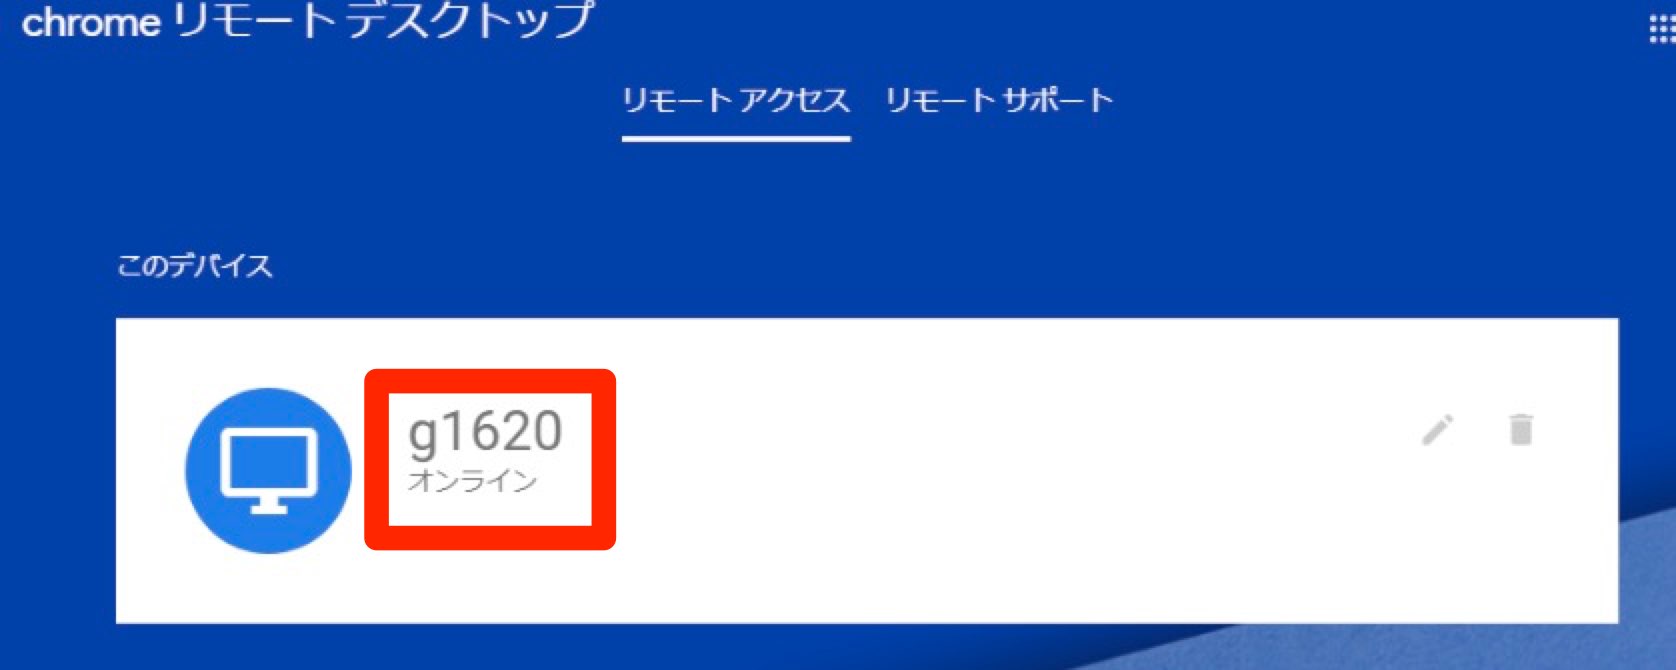 chrome リモート デスクトップ
リモート アクセス リモート サポート
このデバイス
g1620
オンライン